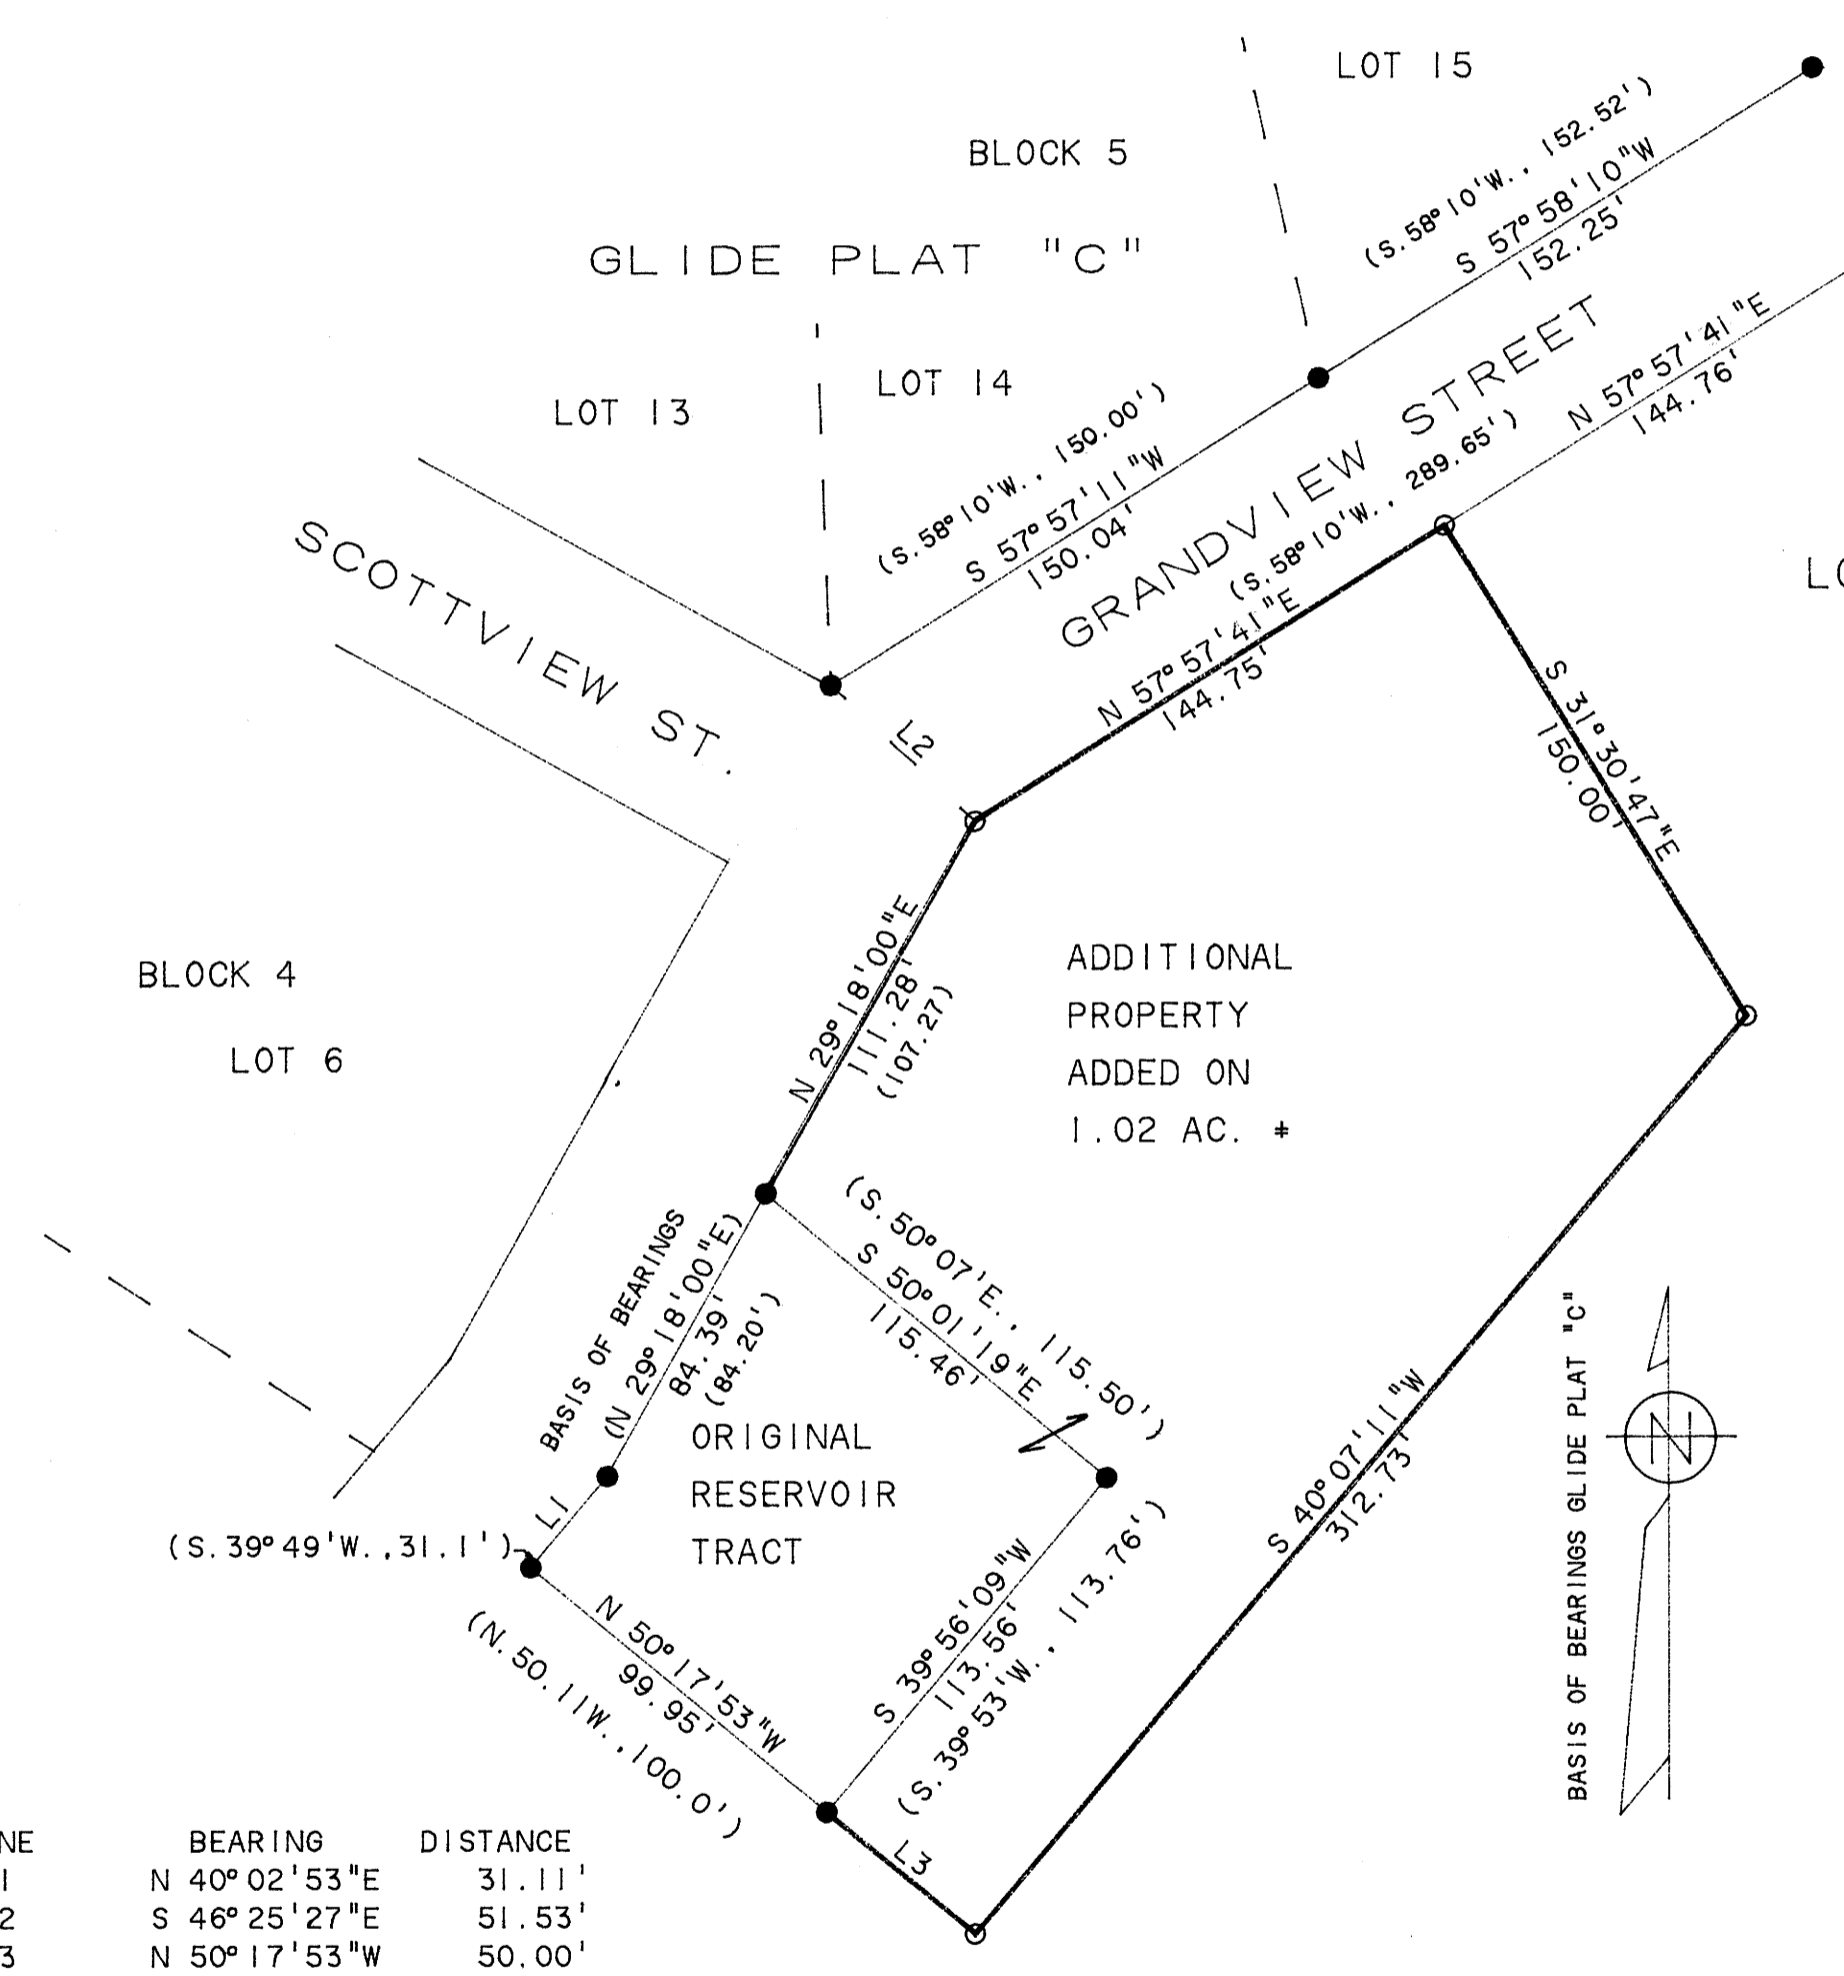 LOT 15
BLOCK 5
(S.58°10'W., 152.52')
S 57°58'10"W
152.25'
GLIDE PLAT "C"
LOT 13
LOT 14
(S.58°10'W., 150.00')
S 57°57'11"W
150.04'
GRANDVIEW STREET
N 57°57'41"E
144.76'
(S.58°10'W., 289.65')
N 57°57'41"E
144.75'
SCOTTVIEW ST.
L2
S 31°30'47"E
150.00'
N 29°18'00"E
111.28'
(107.27)
ADDITIONAL
PROPERTY
ADDED ON
1.02 AC. ±
BLOCK 4
LOT 6
BASIS OF BEARINGS
(N 29°18'00"E)
84.39'
(84.20')
(S.50°07'E., 115.50')
S 50°01'19"E
115.46'
ORIGINAL
RESERVOIR
TRACT
L1
(S.39°49'W.,31.1')
N 50°17'53"W
99.95'
(N.50.11W.,100.0')
S 39°56'09"W
113.56'
(S.39°53'W., 113.76')
S 40°07'11"W
312.73'
L3
BASIS OF BEARINGS GLIDE PLAT "C"
N
NE BEARING DISTANCE
1 N 40°02'53"E 31.11'
2 S 46°25'27"E 51.53'
3 N 50°17'53"W 50.00'